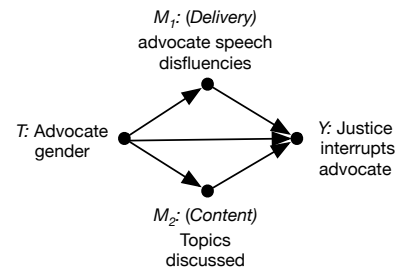 M₁: (Delivery)
advocate speech
disfluencies
T: Advocate
gender
Y: Justice
interrupts
advocate
M₂: (Content)
Topics
discussed